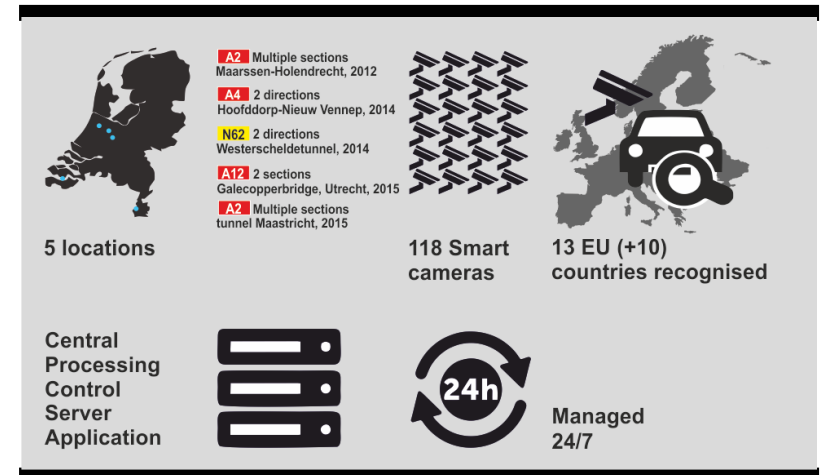 A2 Multiple sections
Maarssen-Holendrecht, 2012
A4 2 directions
Hoofddorp-Nieuw Vennep, 2014
N62 2 directions
Westerscheldetunnel, 2014
A12 2 sections
Galecopperbridge, Utrecht, 2015
A2 Multiple sections
tunnel Maastricht, 2015
5 locations
118 Smart
cameras
13 EU (+10)
countries recognised
Central
Processing
Control
Server
Application
24h
Managed
24/7